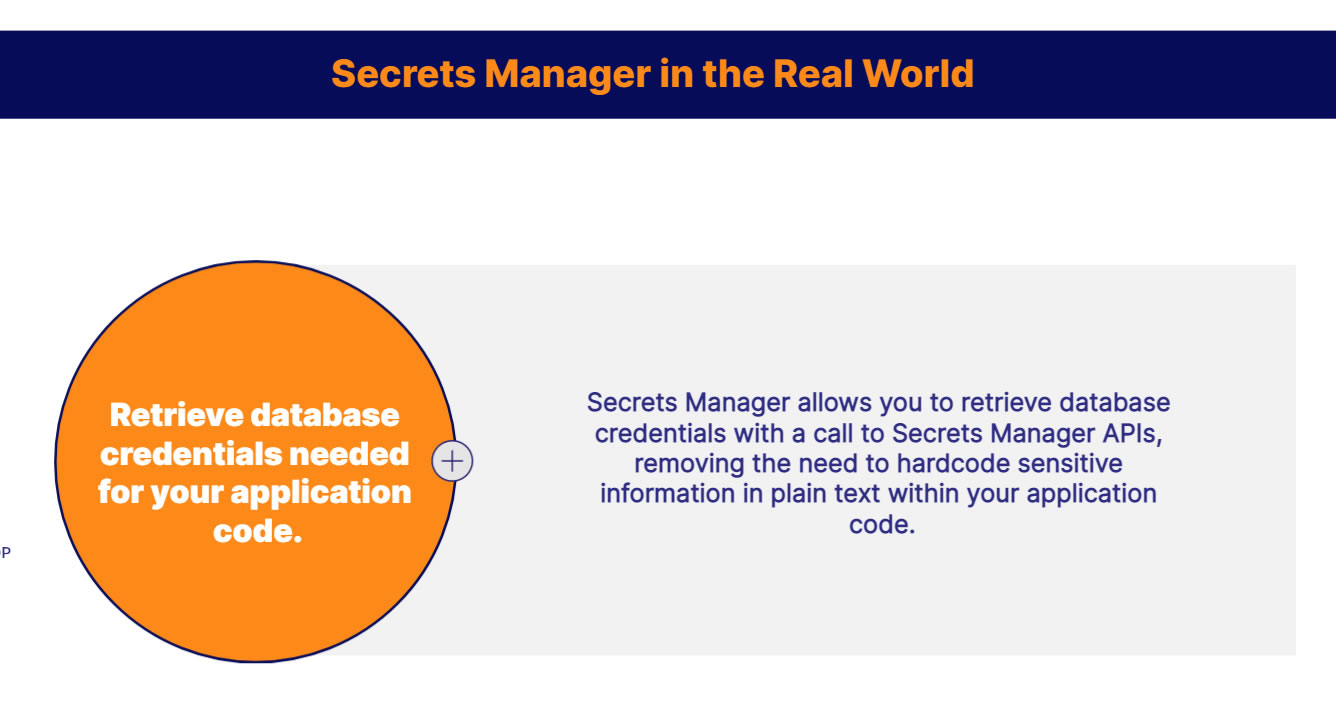 Secrets Manager in the Real World
Retrieve database
credentials needed
for your application
code.
Secrets Manager allows you to retrieve database
credentials with a call to Secrets Manager APIs,
removing the need to hardcode sensitive
information in plain text within your application
code.